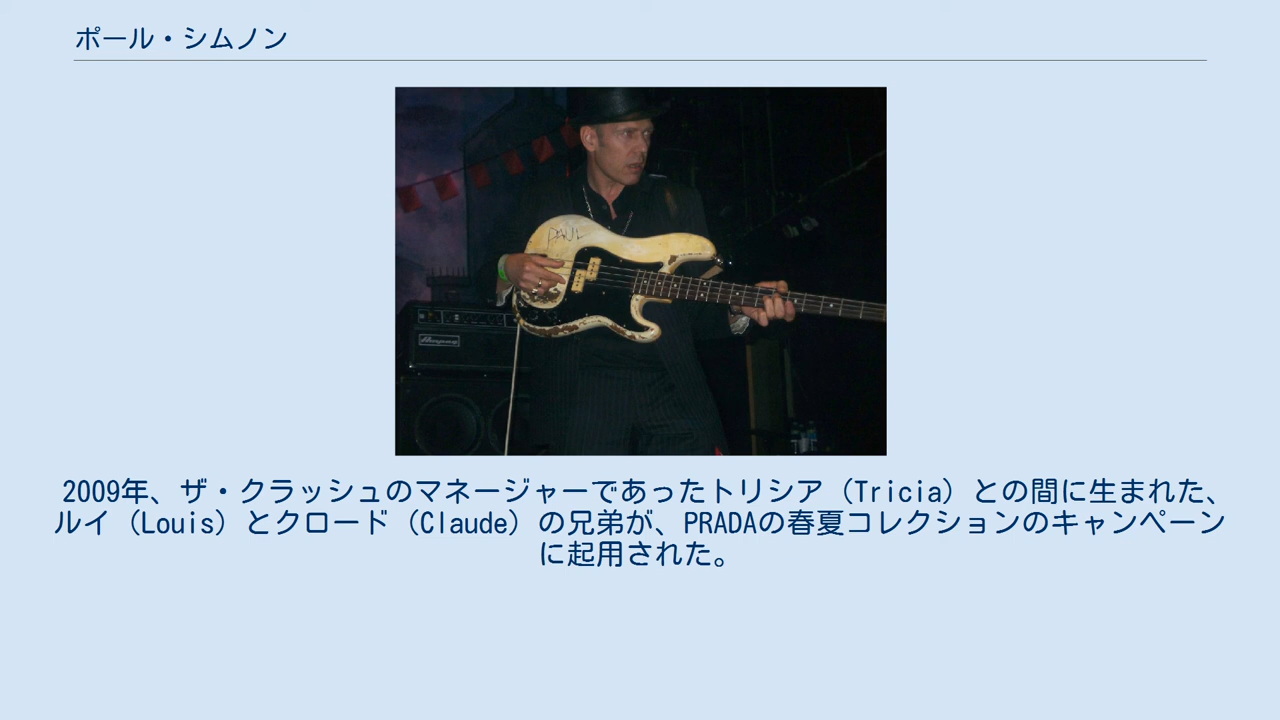 ポール・シムノン
PAUL
Ampeg
2009年、ザ・クラッシュのマネージャーであったトリシア（Tricia）との間に生まれた、
ルイ（Louis）とクロード（Claude）の兄弟が、PRADAの春夏コレクションのキャンペーン
に起用された。